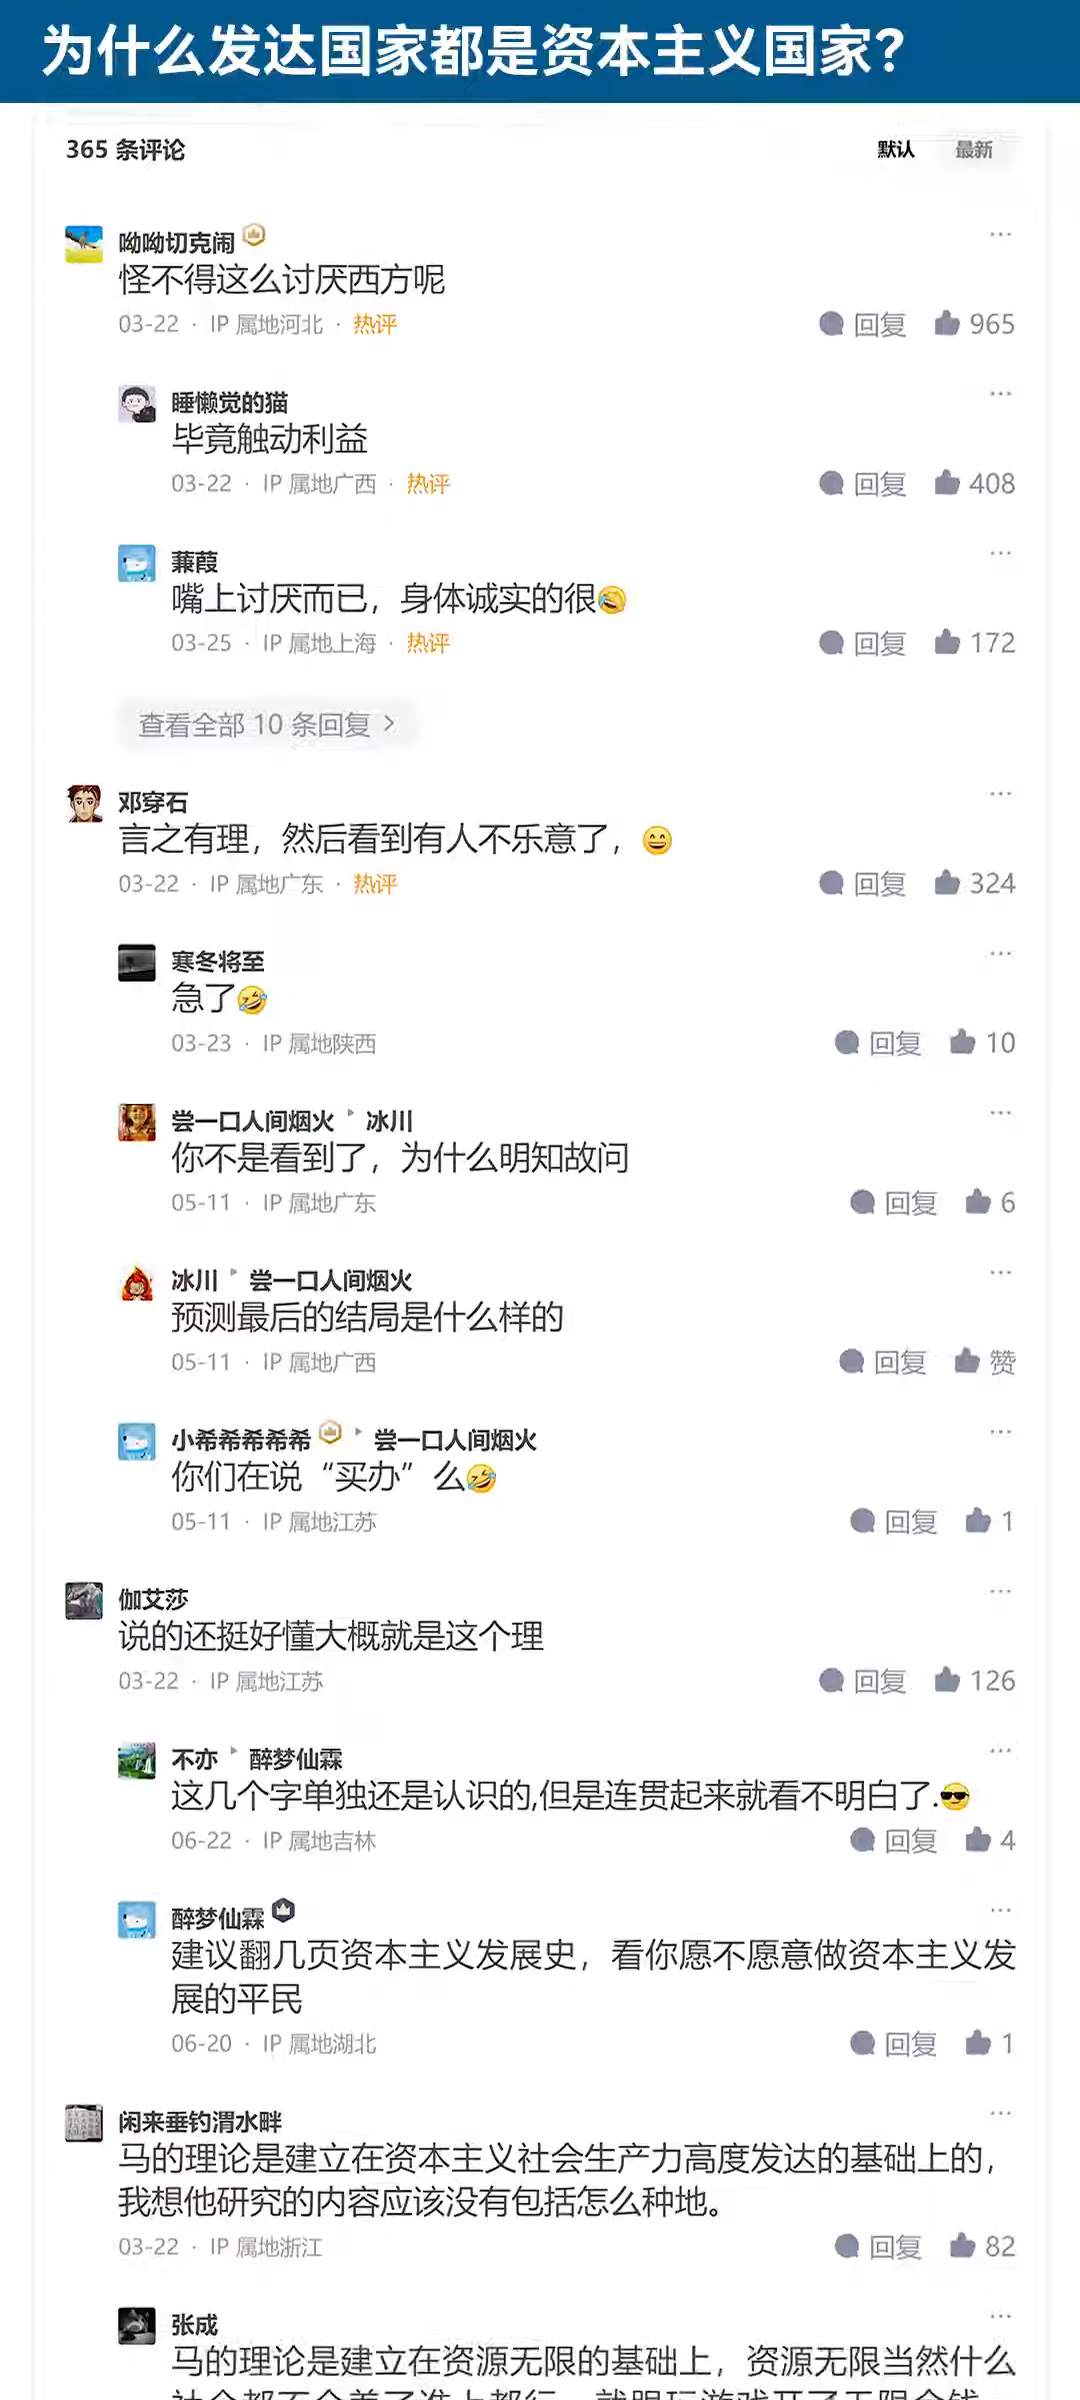 为什么发达国家都是资本主义国家?
365 条评论
默认 最新
呦呦切克闹
怪不得这么讨厌西方呢
03-22 · IP 属地河北 · 热评 回复 965
睡懒觉的猫
毕竟触动利益
03-22 · IP 属地广西 · 热评 回复 408
蒹葭
嘴上讨厌而已，身体诚实的很😂
03-25 · IP 属地上海 · 热评 回复 172
查看全部 10 条回复 >
邓穿石
言之有理，然后看到有人不乐意了，😄
03-22 · IP 属地广东 · 热评 回复 324
寒冬将至
急了🤣
03-23 · IP 属地陕西 回复 10
尝一口人间烟火 ▸ 冰川
你不是看到了，为什么明知故问
05-11 · IP 属地广东 回复 6
冰川 ▸ 尝一口人间烟火
预测最后的结局是什么样的
05-11 · IP 属地广西 回复 赞
小希希希希希 ▸ 尝一口人间烟火
你们在说“买办”么🤣
05-11 · IP 属地江苏 回复 1
伽艾莎
说的还挺好懂大概就是这个理
03-22 · IP 属地江苏 回复 126
不亦 ▸ 醉梦仙霖
这几个字单独还是认识的,但是连贯起来就看不明白了.😎
06-22 · IP 属地吉林 回复 4
醉梦仙霖
建议翻几页资本主义发展史，看你愿不愿意做资本主义发
展的平民
06-20 · IP 属地湖北 回复 1
闲来垂钓渭水畔
马的理论是建立在资本主义社会生产力高度发达的基础上的，
我想他研究的内容应该没有包括怎么种地。
03-22 · IP 属地浙江 回复 82
张成
马的理论是建立在资源无限的基础上，资源无限当然什么